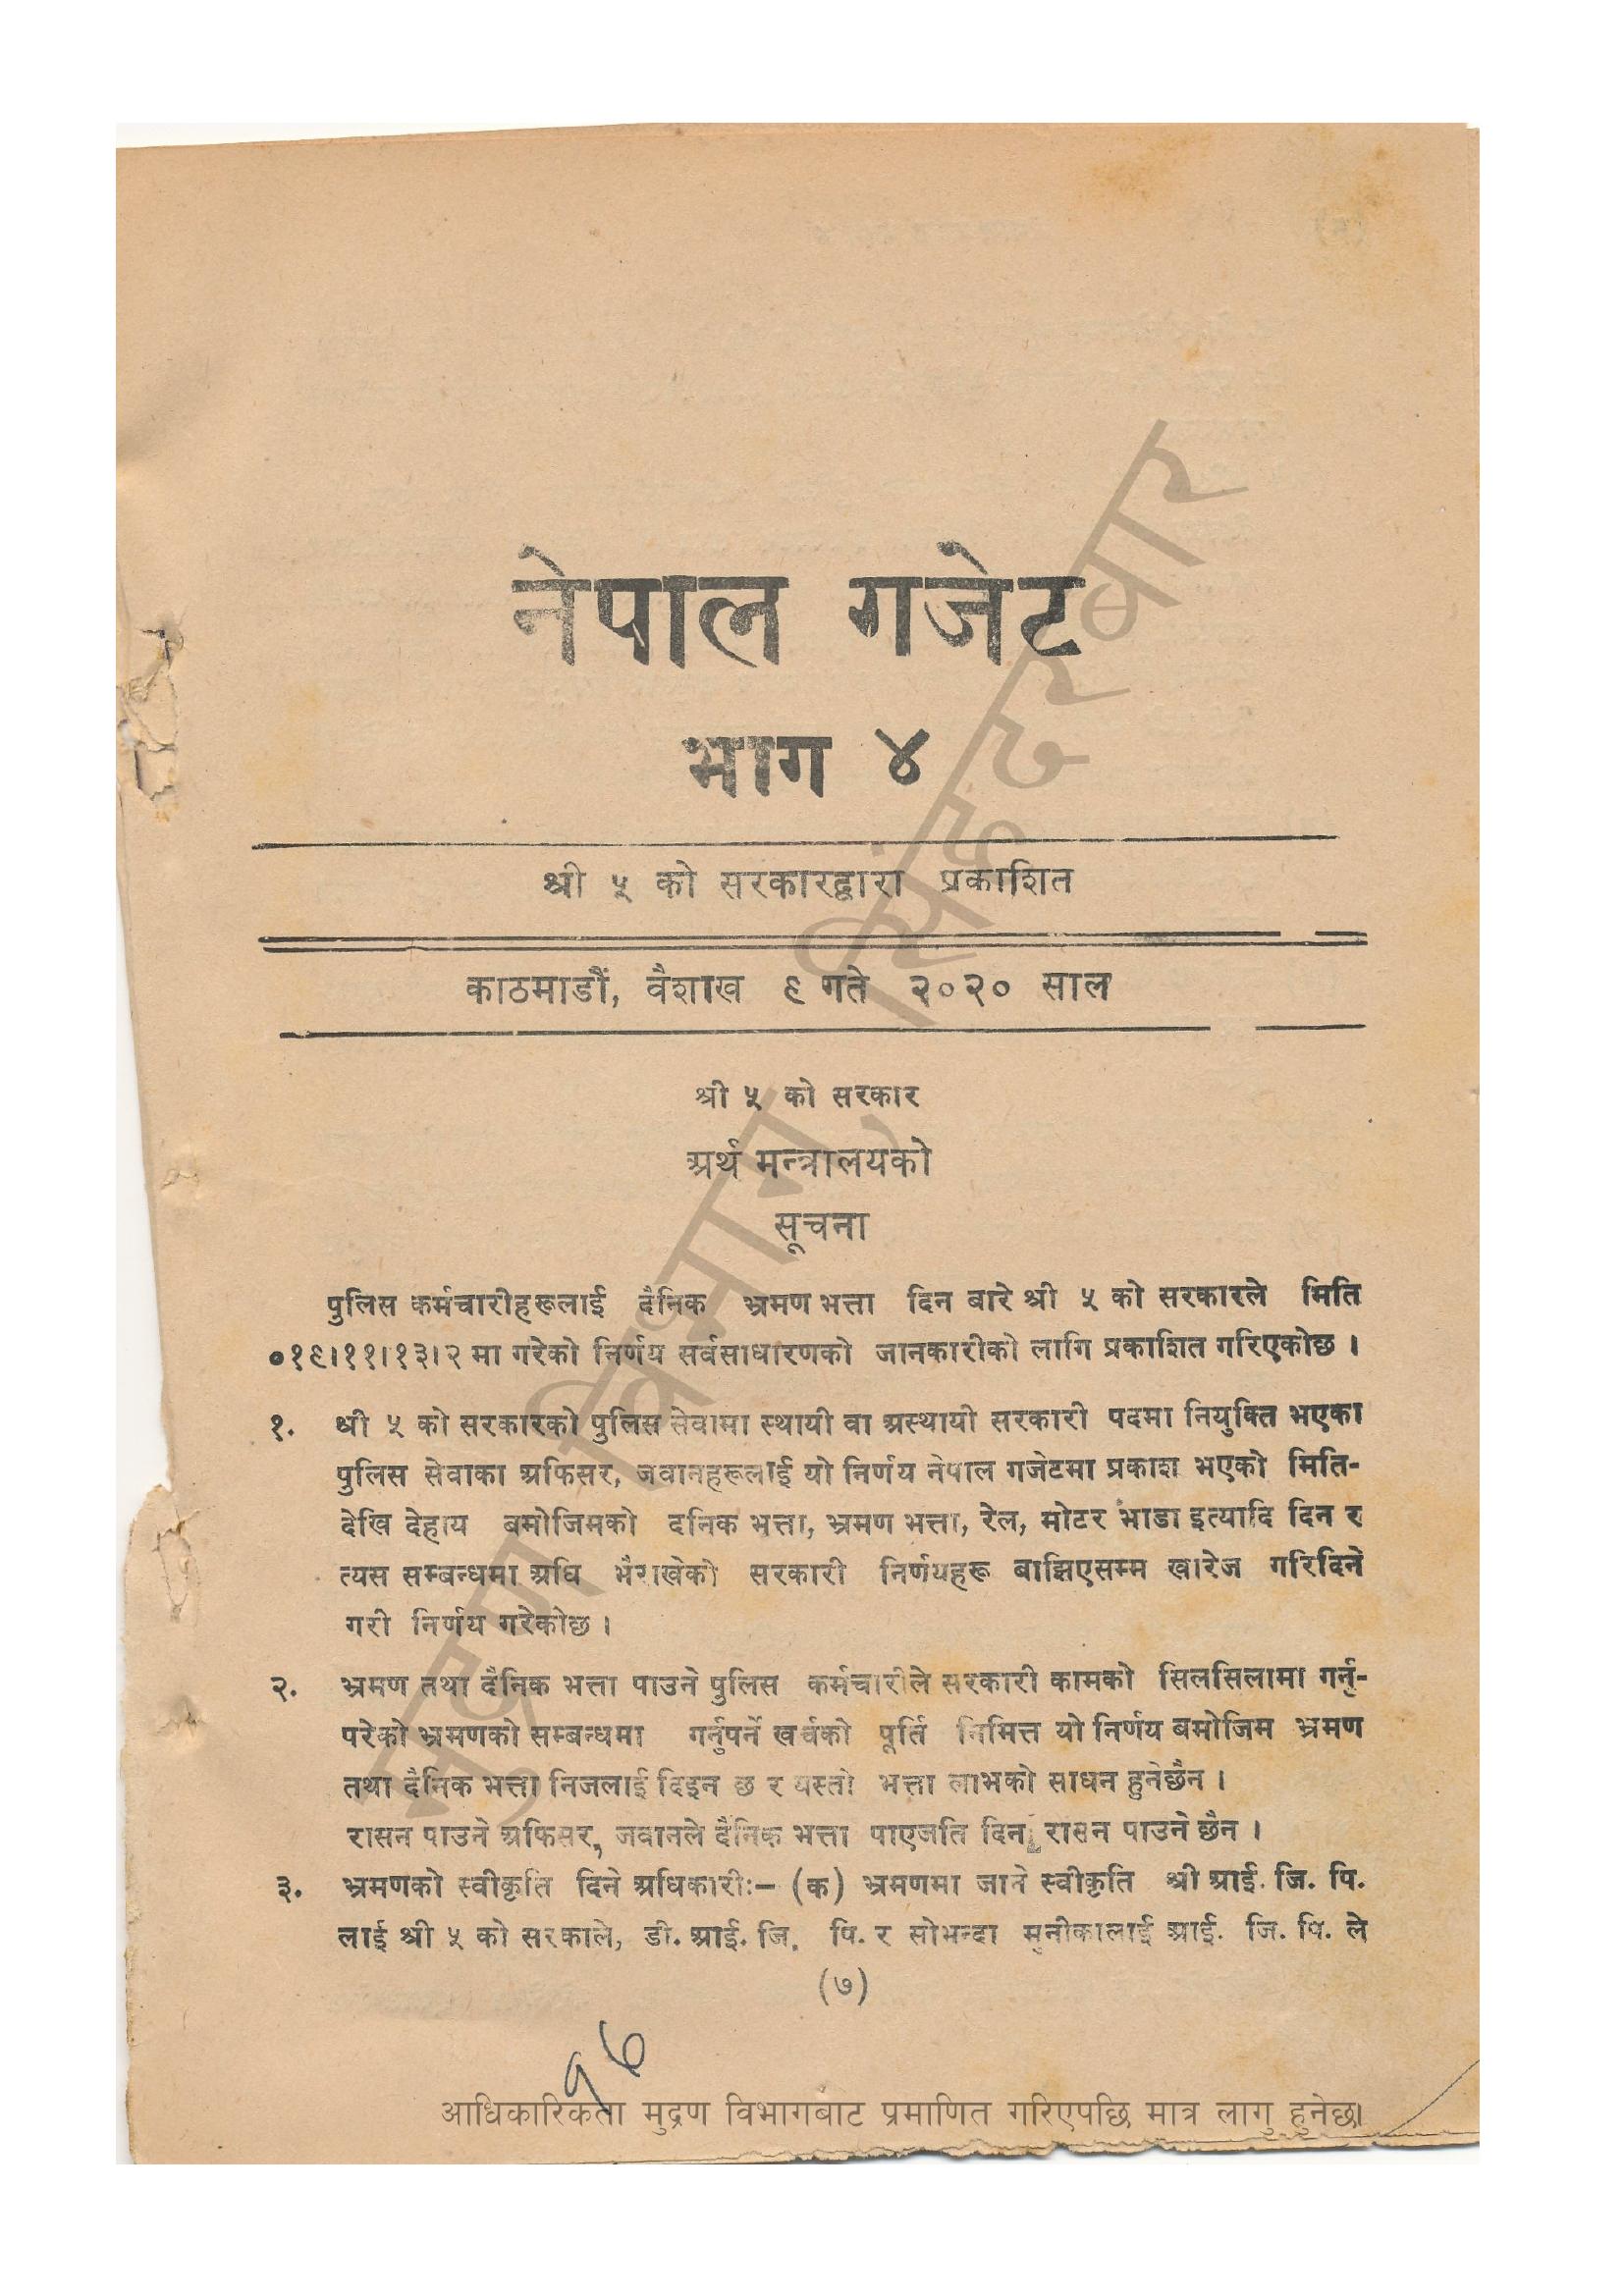 नेपाल गजेट
भाग ४
श्री ५ को सरकारद्वारा प्रकाशित
काठमाडौं, वैशाख ९ गते २०२० साल
श्री ५ को सरकार
अर्थ मन्त्रालयको
सूचना
पुलिस कर्मचारीहरूलाई दैनिक भ्रमण भत्ता दिन बारे श्री ५ को सरकारले मिति
०१९।११।१३।२ मा गरेको निर्णय सर्वसाधारणको जानकारीको लागि प्रकाशित गरिएकोछ ।
१. श्री ५ को सरकारको पुलिस सेवामा स्थायी वा अस्थायी सरकारी पदमा नियुक्ति भएका
पुलिस सेवाका अफिसर, जवानहरूलाई यो निर्णय नेपाल गजेटमा प्रकाश भएको मिति-
देखि देहाय बमोजिमको दनिक भत्ता, भ्रमण भत्ता, रेल, मोटर भाडा इत्यादि दिन र
त्यस सम्बन्धमा अधि भैराखेको सरकारी निर्णयहरू बाझिएसम्म खारेज गरिदिने
गरी निर्णय गरेकोछ ।
२. भ्रमण तथा दैनिक भत्ता पाउने पुलिस कर्मचारीले सरकारी कामको सिलसिलामा गर्नु-
परेको भ्रमणको सम्बन्धमा गर्नुपर्ने खर्चको पूर्ति निमित्त यो निर्णय बमोजिम भ्रमण
तथा दैनिक भत्ता निजलाई दिइन छ र यस्तो भत्ता लाभको साधन हुनेछैन ।
रासन पाउने अफिसर, जवानले दैनिक भत्ता पाएजति दिन रासन पाउने छैन ।
३. भ्रमणको स्वीकृति दिने अधिकारीः– (क) भ्रमणमा जाने स्वीकृति श्री आई. जि. पि.
लाई श्री ५ को सरकाले, डी. आई. जि. पि. र सोभन्दा मुनीकालाई आई. जि. पि. ले
(७)
१७
आधिकारिकता मुद्रण विभागबाट प्रमाणित गरिएपछि मात्र लागु हुनेछ।
मुद्रण विभाग, सिंहदरबार